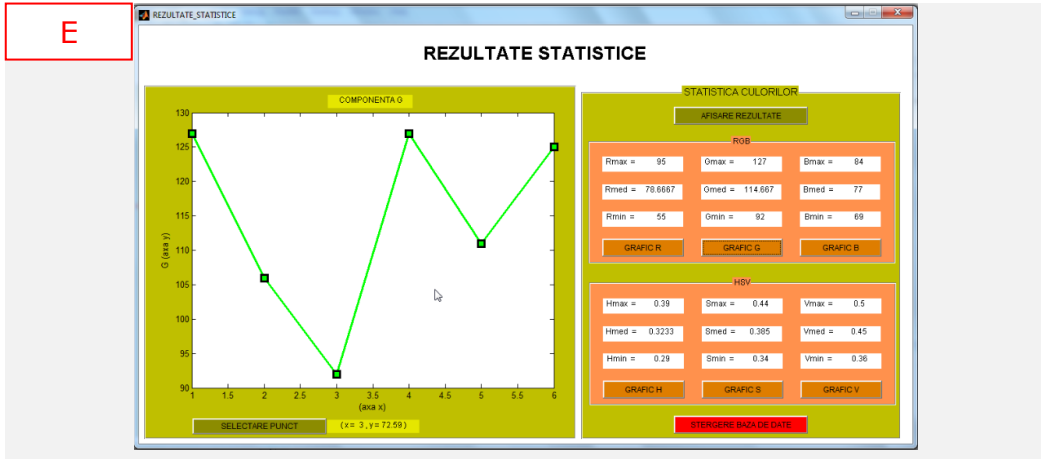 E
REZULTATE_STATISTICE
REZULTATE STATISTICE
COMPONENTA G
130
125
120
115
110
105
100
95
90
G (axa y)
1 1.5 2 2.5 3 3.5 4 4.5 5 5.5 6
(axa x)
SELECTARE PUNCT
(x= 3 ,y= 72.59 )
STATISTICA CULORILOR
AFISARE REZULTATE
RGB
Rmax = 95 Gmax = 127 Bmax = 84
Rmed = 78.6667 Gmed = 114.667 Bmed = 77
Rmin = 55 Gmin = 92 Bmin = 69
GRAFIC R GRAFIC G GRAFIC B
HSV
Hmax = 0.39 Smax = 0.44 Vmax = 0.5
Hmed = 0.3233 Smed = 0.385 Vmed = 0.45
Hmin = 0.29 Smin = 0.34 Vmin = 0.36
GRAFIC H GRAFIC S GRAFIC V
STERGERE BAZA DE DATE